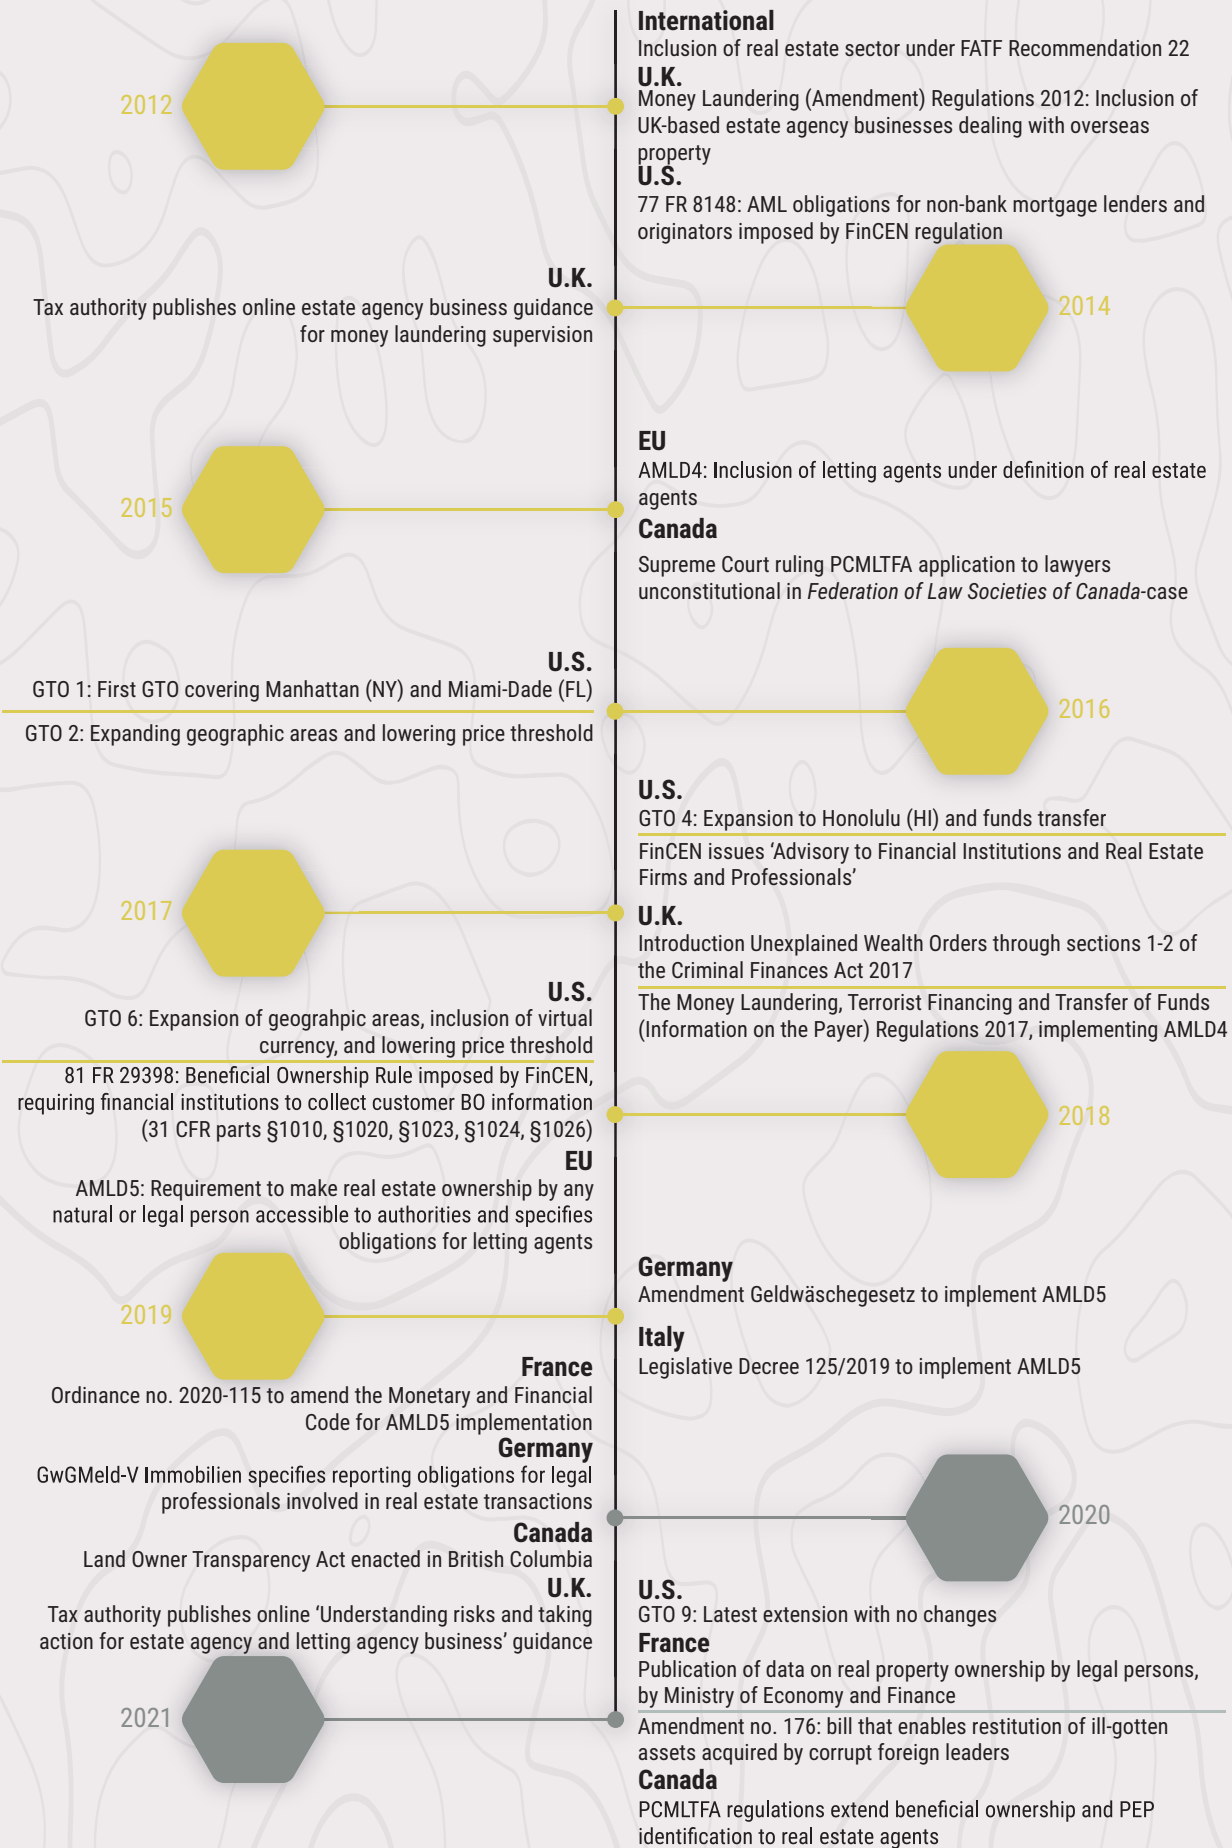 International
Inclusion of real estate sector under FATF Recommendation 22
U.K.
Money Laundering (Amendment) Regulations 2012: Inclusion of
UK-based estate agency businesses dealing with overseas
property
U.S.
77 FR 8148: AML obligations for non-bank mortgage lenders and
originators imposed by FinCEN regulation
2012
U.K.
Tax authority publishes online estate agency business guidance
for money laundering supervision
2014
EU
AMLD4: Inclusion of letting agents under definition of real estate
agents
Canada
Supreme Court ruling PCMLTFA application to lawyers
unconstitutional in Federation of Law Societies of Canada-case
2015
U.S.
GTO 1: First GTO covering Manhattan (NY) and Miami-Dade (FL)
GTO 2: Expanding geographic areas and lowering price threshold
2016
U.S.
GTO 4: Expansion to Honolulu (HI) and funds transfer
FinCEN issues ‘Advisory to Financial Institutions and Real Estate
Firms and Professionals’
U.K.
Introduction Unexplained Wealth Orders through sections 1-2 of
the Criminal Finances Act 2017
The Money Laundering, Terrorist Financing and Transfer of Funds
(Information on the Payer) Regulations 2017, implementing AMLD4
2017
U.S.
GTO 6: Expansion of geograhpic areas, inclusion of virtual
currency, and lowering price threshold
81 FR 29398: Beneficial Ownership Rule imposed by FinCEN,
requiring financial institutions to collect customer BO information
(31 CFR parts §1010, §1020, §1023, §1024, §1026)
EU
AMLD5: Requirement to make real estate ownership by any
natural or legal person accessible to authorities and specifies
obligations for letting agents
2018
Germany
Amendment Geldwäschegesetz to implement AMLD5
Italy
Legislative Decree 125/2019 to implement AMLD5
2019
France
Ordinance no. 2020-115 to amend the Monetary and Financial
Code for AMLD5 implementation
Germany
GwGMeld-V Immobilien specifies reporting obligations for legal
professionals involved in real estate transactions
Canada
Land Owner Transparency Act enacted in British Columbia
U.K.
Tax authority publishes online ‘Understanding risks and taking
action for estate agency and letting agency business’ guidance
2020
U.S.
GTO 9: Latest extension with no changes
France
Publication of data on real property ownership by legal persons,
by Ministry of Economy and Finance
Amendment no. 176: bill that enables restitution of ill-gotten
assets acquired by corrupt foreign leaders
Canada
PCMLTFA regulations extend beneficial ownership and PEP
identification to real estate agents
2021